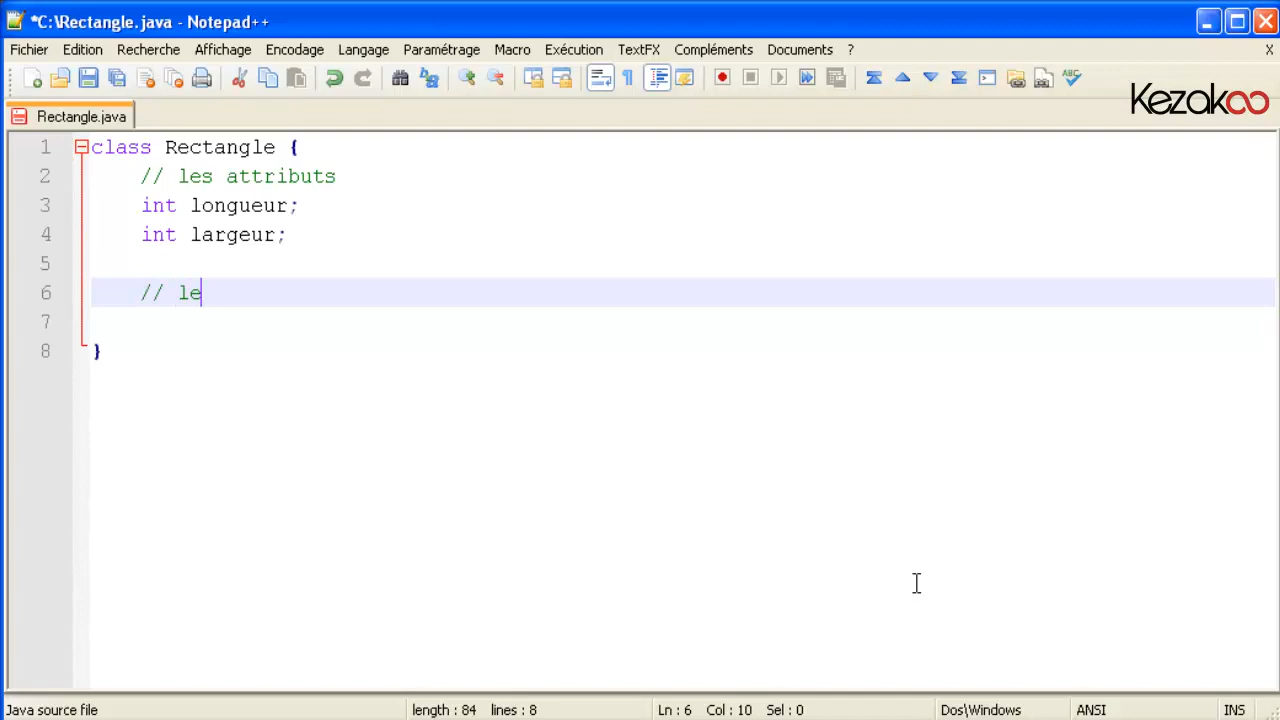 *C:\Rectangle.java - Notepad++
Fichier Edition Recherche Affichage Encodage Langage Paramétrage Macro Exécution TextFX Compléments Documents ? X
Kezakoo
Rectangle.java
1 class Rectangle {
2 // les attributs
3 int longueur;
4 int largeur;
5
6 // le
7
8 }
Java source file length : 84 lines : 8 Ln : 6 Col : 10 Sel : 0 Dos\Windows ANSI INS